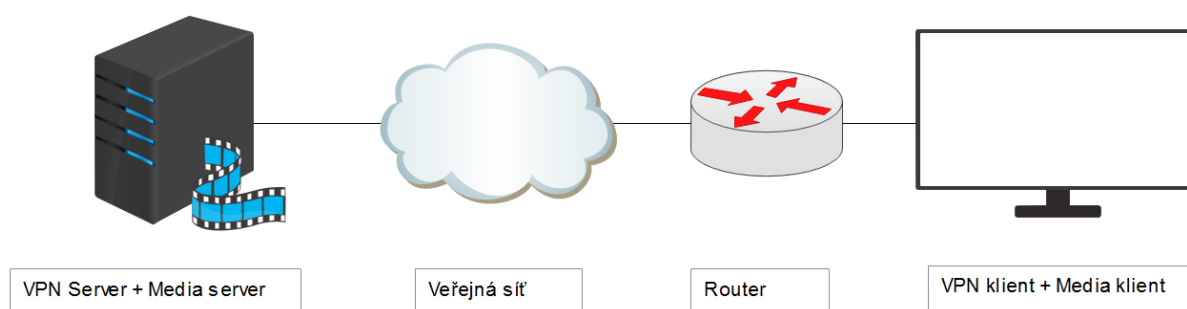 VPN Server + Media server
Veřejná síť
Router
VPN klient + Media klient